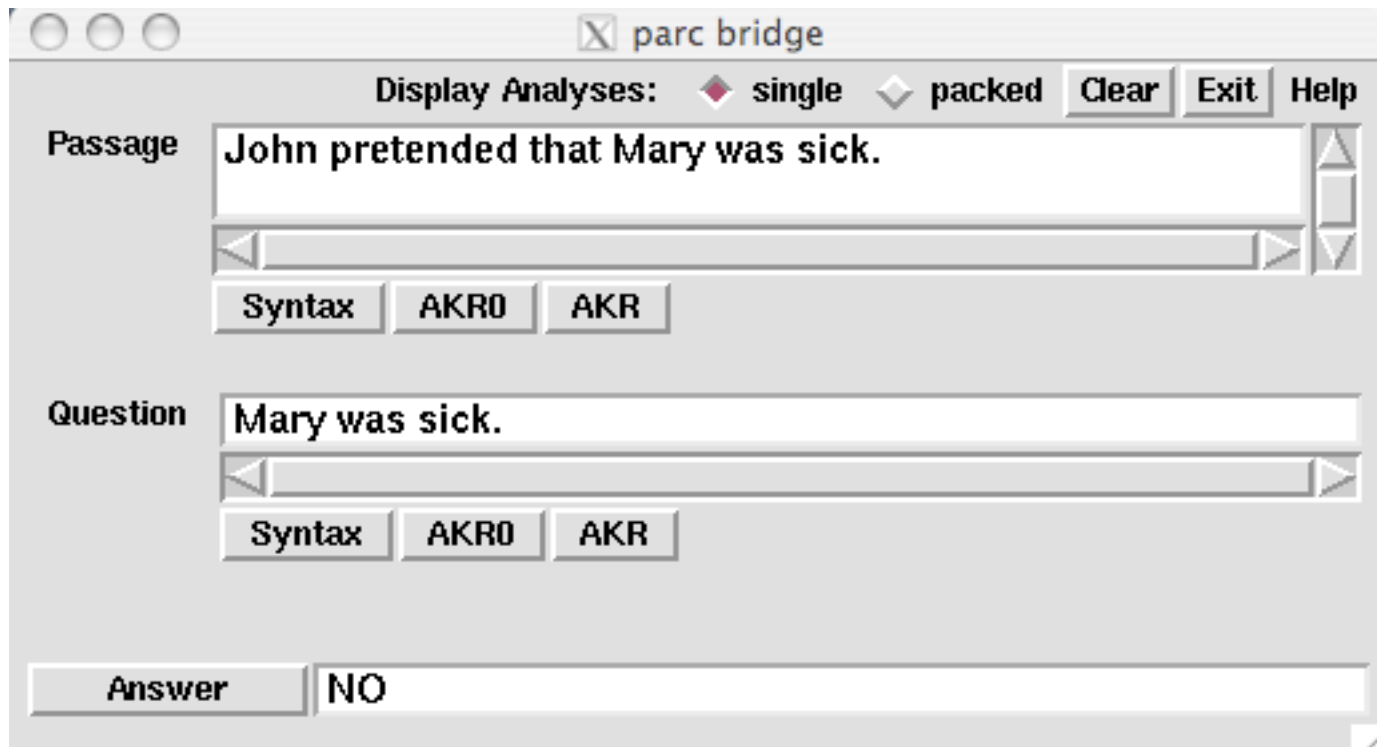 parc bridge
Display Analyses: single packed Clear Exit Help
Passage John pretended that Mary was sick.
Syntax AKR0 AKR
Question Mary was sick.
Syntax AKR0 AKR
Answer NO